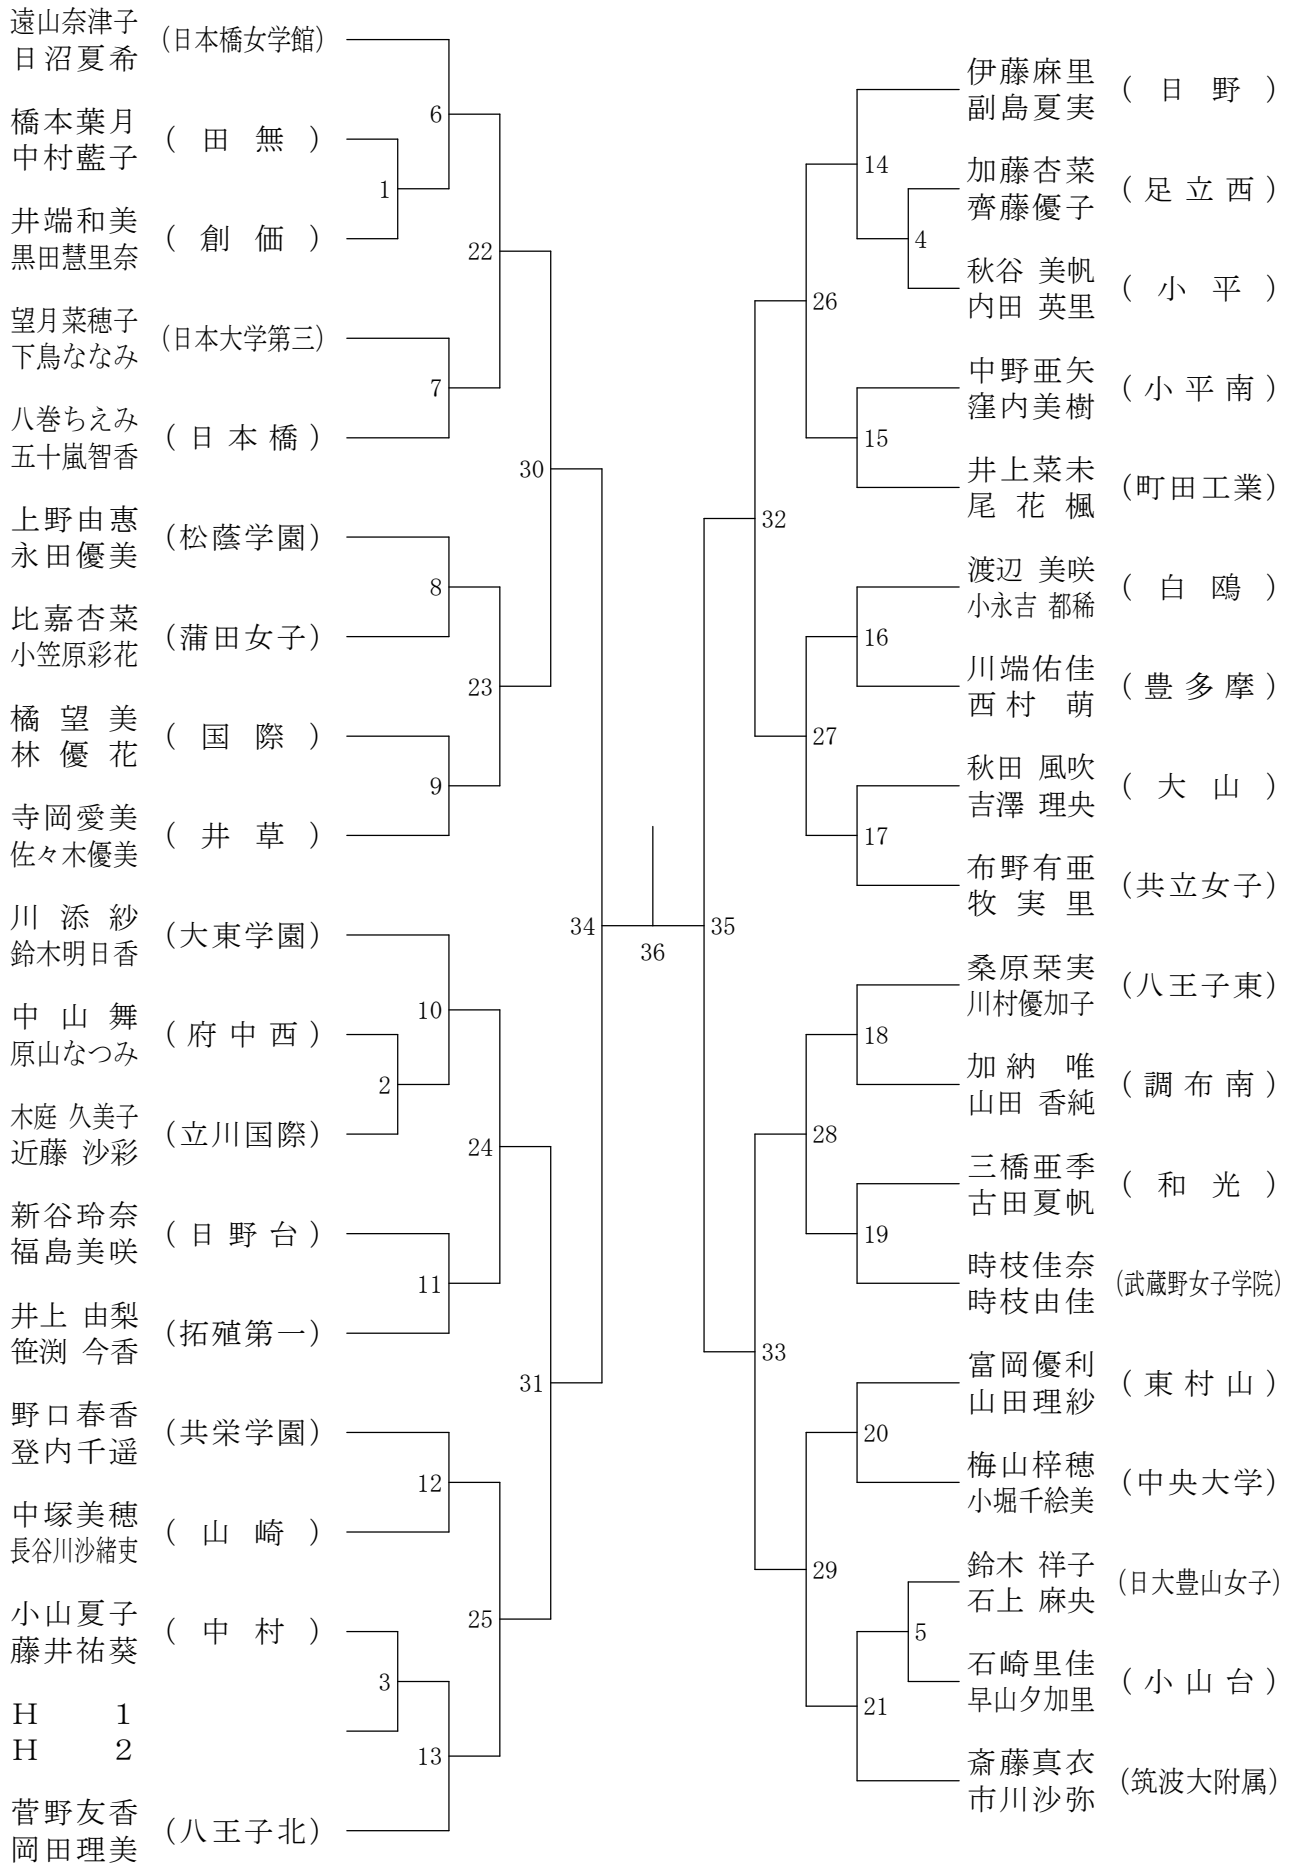 遠山奈津子
日沼夏希
(日本橋女学館)
橋本葉月
中村藍子
(田無)
井端和美
黒田慧里奈
(創価)
望月菜穂子
下鳥ななみ
(日本大学第三)
八巻ちえみ
五十嵐智香
(日本橋)
上野由惠
永田優美
(松蔭学園)
比嘉杏菜
小笠原彩花
(蒲田女子)
橘望美
林優花
(国際)
寺岡愛美
佐々木優美
(井草)
川添紗
鈴木明日香
(大東学園)
中山舞
原山なつみ
(府中西)
木庭 久美子
近藤 沙彩
(立川国際)
新谷玲奈
福島美咲
(日野台)
井上 由梨
笹渕 今香
(拓殖第一)
野口春香
登内千遥
(共栄学園)
中塚美穂
長谷川沙緒吏
(山崎)
小山夏子
藤井祐葵
(中村)
H 1
H 2
菅野友香
岡田理美
(八王子北)
6
1
22
7
30
8
23
9
34
10
2
24
11
31
12
25
3
13
36
35
14
4
26
15
32
16
27
17
18
28
19
33
20
29
5
21
伊藤麻里
副島夏実
(日野)
加藤杏菜
齊藤優子
(足立西)
秋谷 美帆
内田 英里
(小平)
中野亜矢
窪内美樹
(小平南)
井上菜未
尾花楓
(町田工業)
渡辺 美咲
小永吉 都稀
(白鴎)
川端佑佳
西村 萌
(豊多摩)
秋田 風吹
吉澤 理央
(大山)
布野有亜
牧実里
(共立女子)
桑原栞実
川村優加子
(八王子東)
加納 唯
山田 香純
(調布南)
三橋亜季
古田夏帆
(和光)
時枝佳奈
時枝由佳
(武蔵野女子学院)
富岡優利
山田理紗
(東村山)
梅山梓穂
小堀千絵美
(中央大学)
鈴木 祥子
石上 麻央
(日大豊山女子)
石崎里佳
早山夕加里
(小山台)
斎藤真衣
市川沙弥
(筑波大附属)